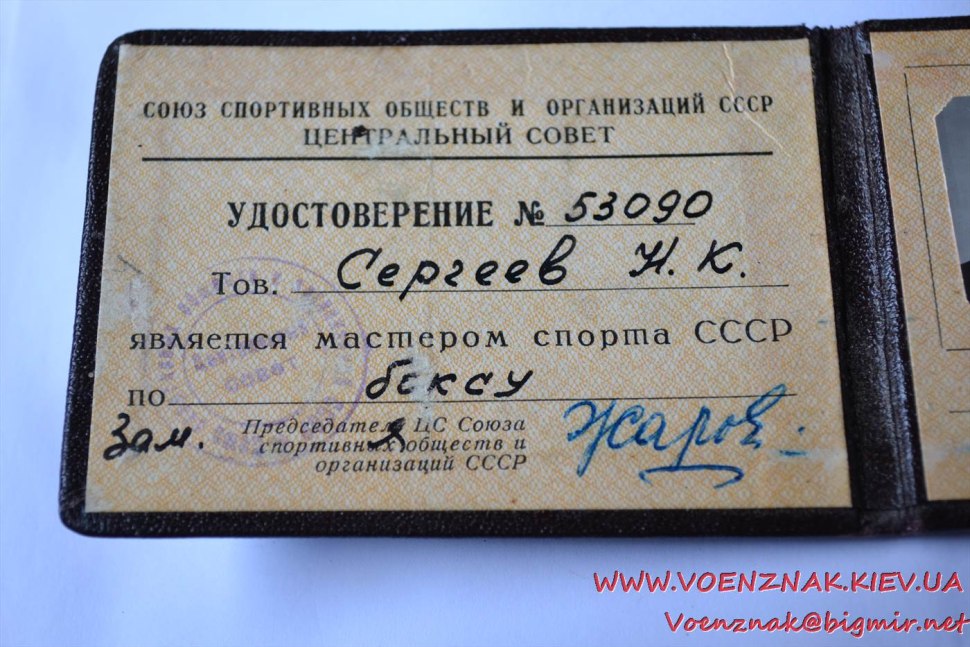 СОЮЗ СПОРТИВНЫХ ОБЩЕСТВ И ОРГАНИЗАЦИЙ СССР
ЦЕНТРАЛЬНЫЙ СОВЕТ
УДОСТОВЕРЕНИЕ № 53090
Тов. Сергеев Н. К.
является мастером спорта СССР
по боксу
Зам. Председателя ЦС Союза
спортивных обществ и
организаций СССР
Жаров.
WWW.VOENZNAK.KIEV.UA
Voenznak@bigmir.net